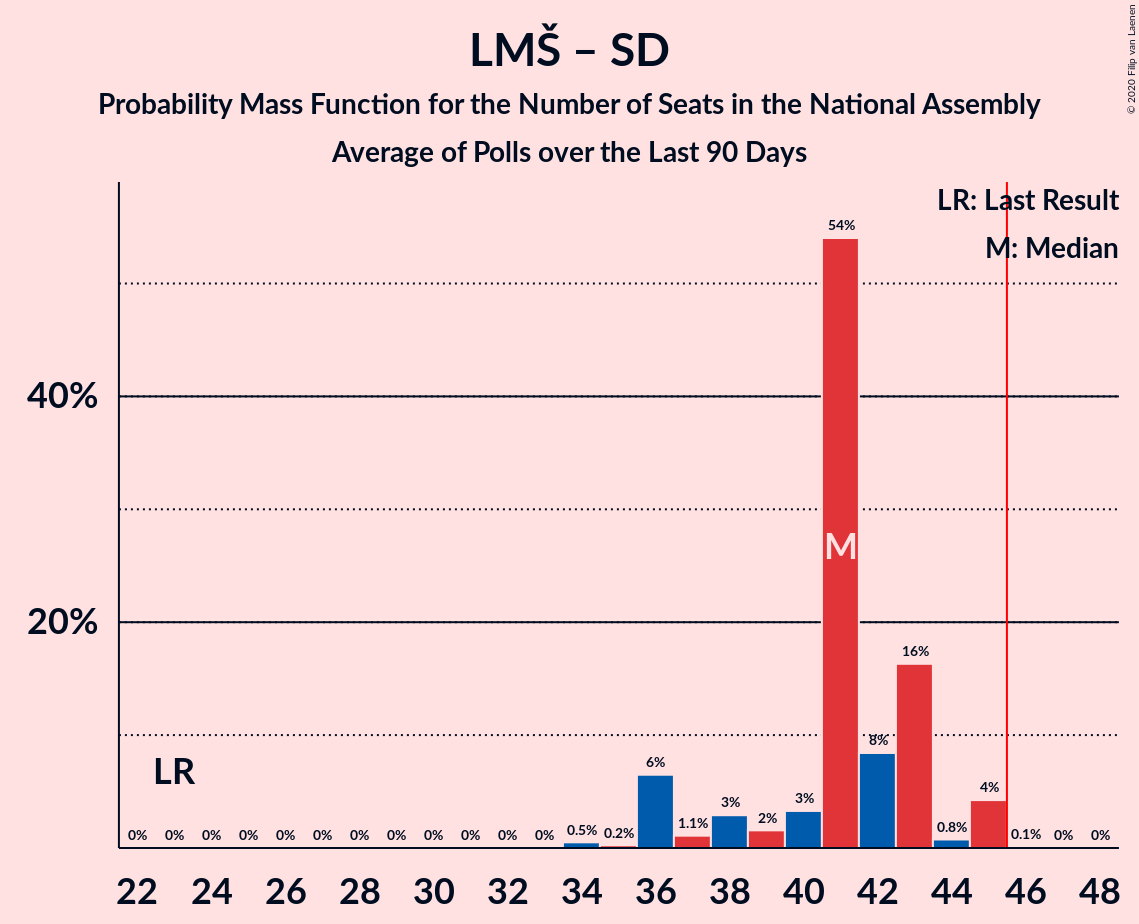 LMŠ – SD
Probability Mass Function for the Number of Seats in the National Assembly
Average of Polls over the Last 90 Days
© 2020 Filip van Laenen
LR: Last Result
M: Median
54%
40%
M
20%
16%
8%
LR
6%
4%
3%
3%
2%
1.1%
0.8%
0.5%
0.2%
0.1%
0% 0% 0% 0% 0% 0% 0% 0% 0% 0% 0% 0% 0% 0%
22 24 26 28 30 32 34 36 38 40 42 44 46 48